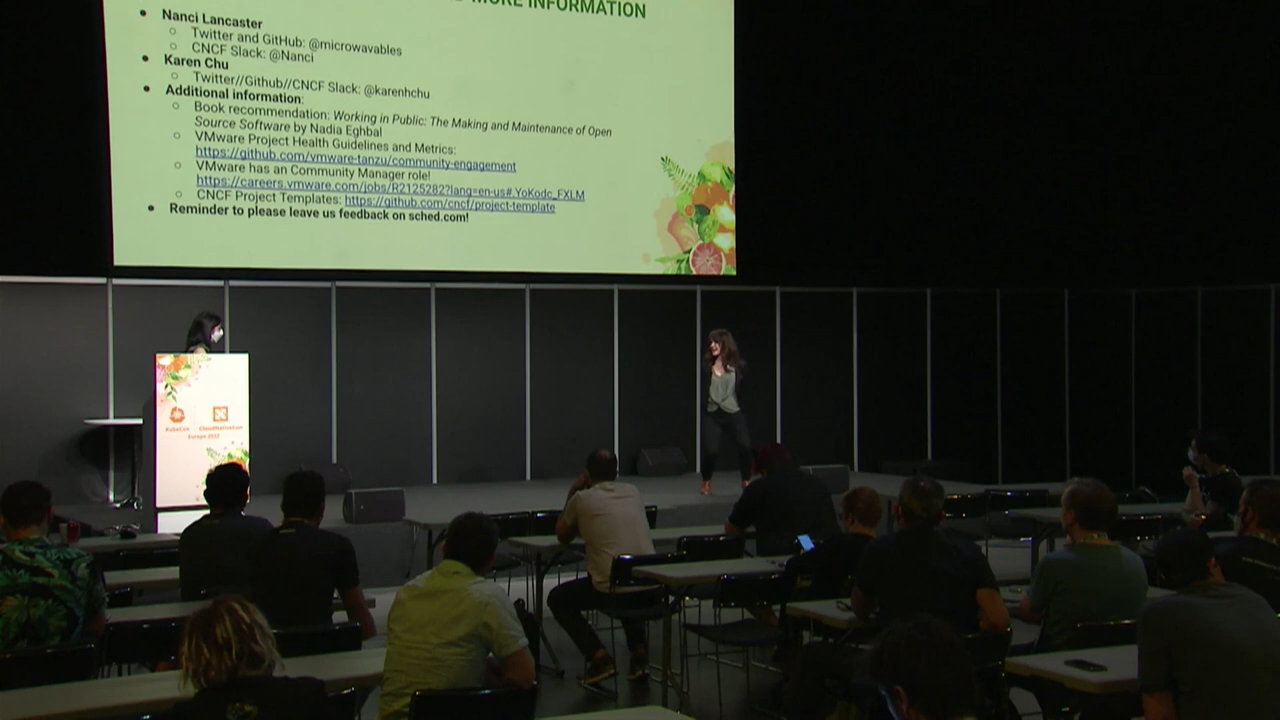 MORE INFORMATION
Nanci Lancaster
Twitter and GitHub: @microwavables
CNCF Slack: @Nanci
Karen Chu
Twitter//Github//CNCF Slack: @karenhchu
Additional information:
Book recommendation: Working in Public: The Making and Maintenance of Open
Source Software by Nadia Eghbal
VMware Project Health Guidelines and Metrics:
https://github.com/vmware-tanzu/community-engagement
VMware has an Community Manager role!
https://careers.vmware.com/jobs/R2125282?lang=en-us#.YoKodc_FXLM
CNCF Project Templates: https://github.com/cncf/project-template
Reminder to please leave us feedback on sched.com!
KubeCon CloudNativeCon
Europe 2022